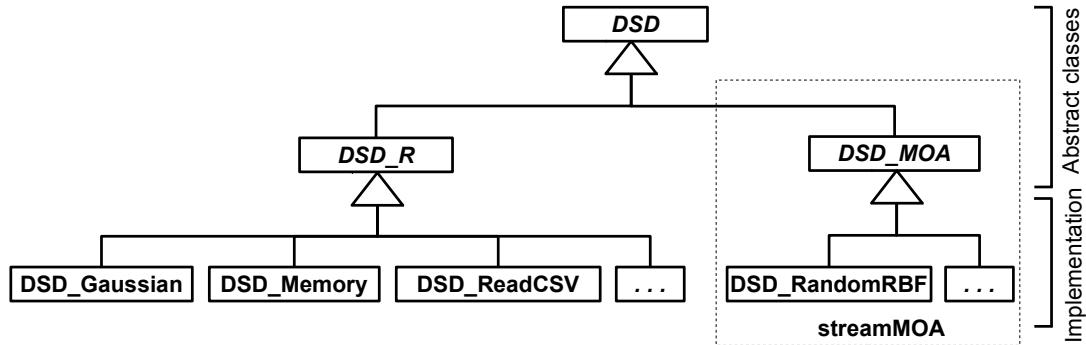 DSD
DSD_R
DSD_MOA
DSD_Gaussian
DSD_Memory
DSD_ReadCSV
...
DSD_RandomRBF
...
streamMOA
Abstract classes
Implementation